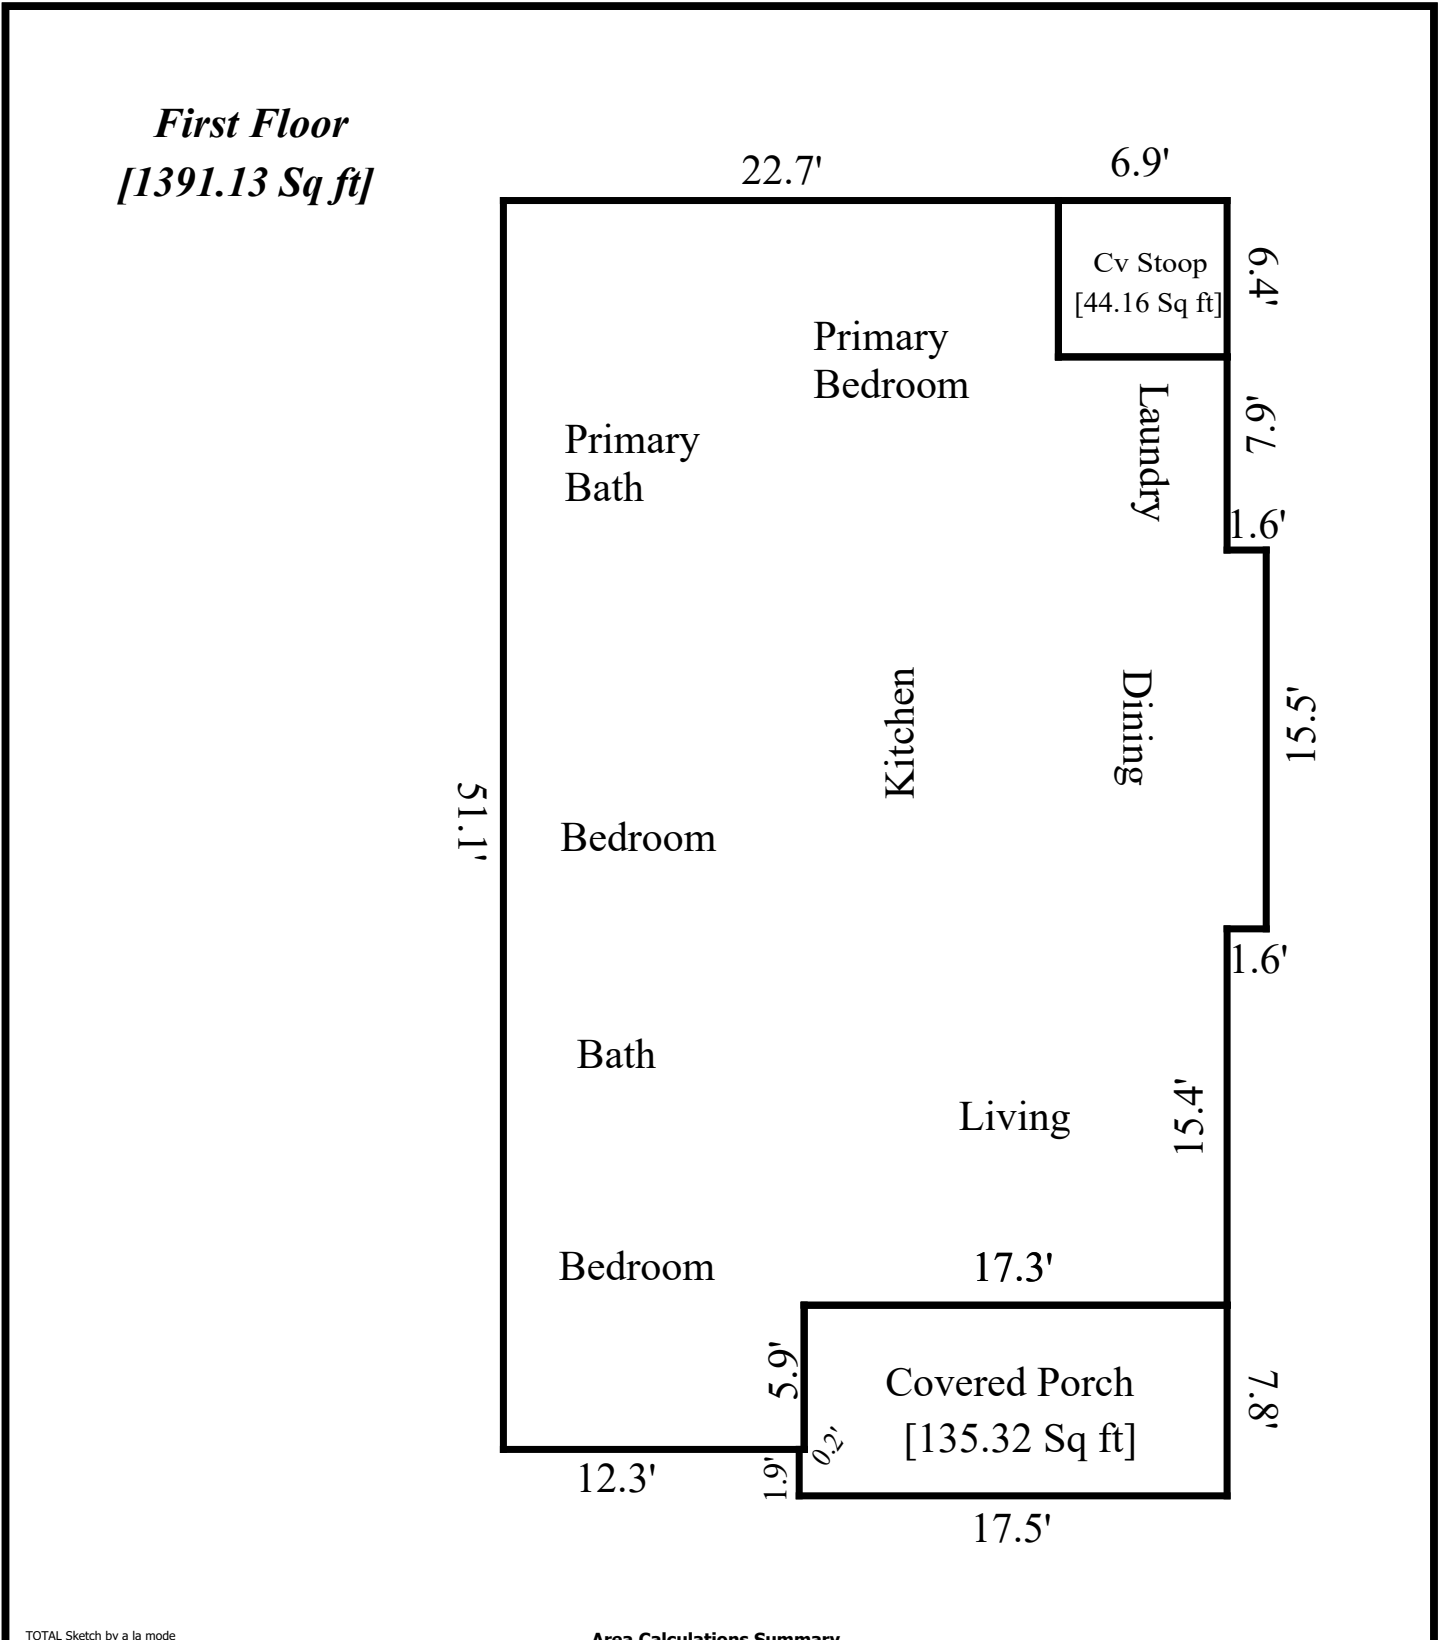 First Floor
[1391.13 Sq ft]
22.7'
6.9'
Cv Stoop
[44.16 Sq ft]
6.4'
Primary
Bedroom
Laundry
7.9'
Primary
Bath
1.6'
Kitchen
Dining
15.5'
51.1'
Bedroom
1.6'
Bath
Living
15.4'
Bedroom
17.3'
5.9'
Covered Porch
[135.32 Sq ft]
7.8'
0.2'
12.3'
1.9'
17.5'
TOTAL Sketch by a la mode
Area Calculations Summary